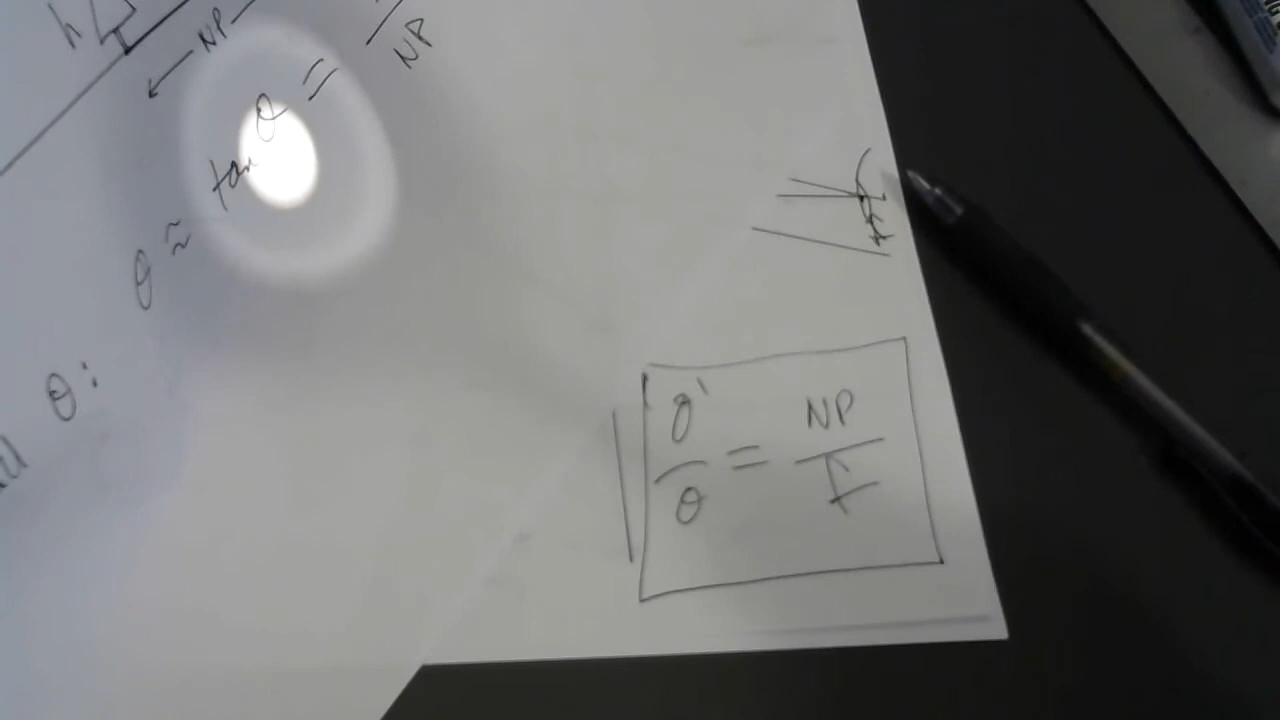 h
NP
θ ≈ tan θ = 
NP
θ:
θ' / θ = NP / f